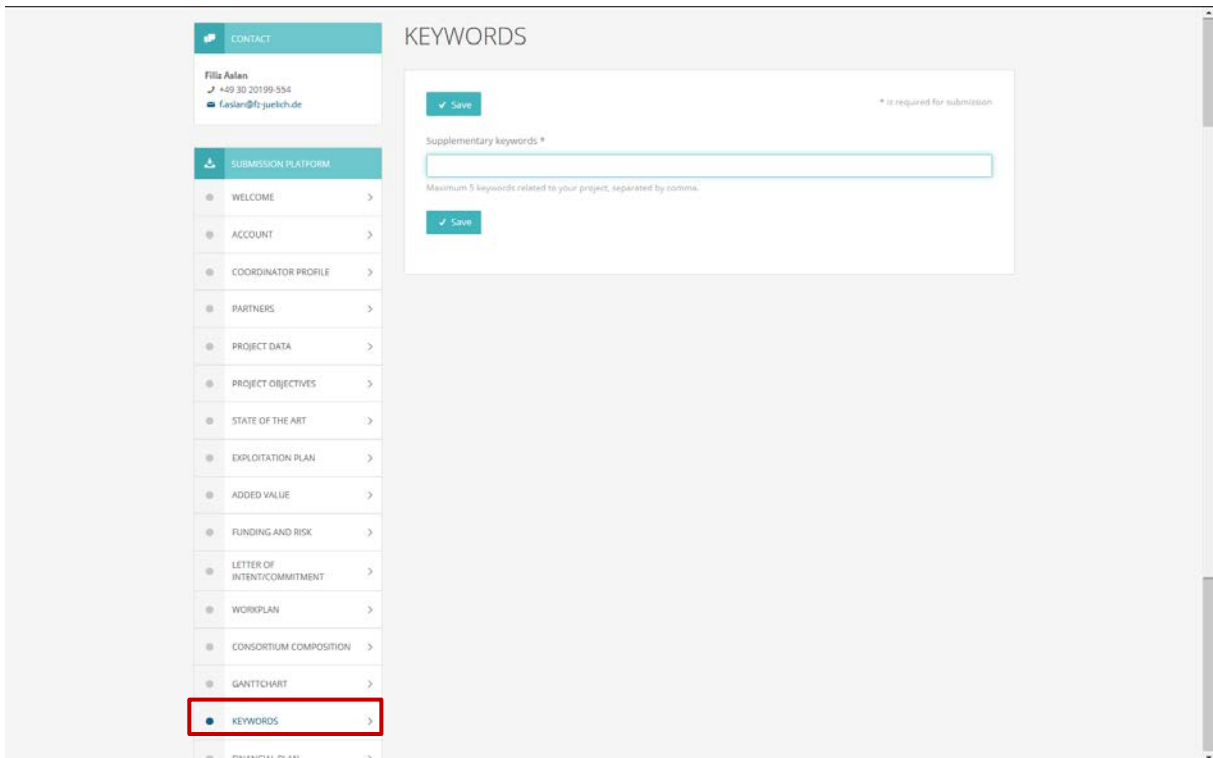 CONTACT
Filiz Aslan
+49 30 20199-554
f.aslan@fz-juelich.de
SUBMISSION PLATFORM
WELCOME
ACCOUNT
COORDINATOR PROFILE
PARTNERS
PROJECT DATA
PROJECT OBJECTIVES
STATE OF THE ART
EXPLOITATION PLAN
ADDED VALUE
FUNDING AND RISK
LETTER OF
INTENT/COMMITMENT
WORKPLAN
CONSORTIUM COMPOSITION
GANTTCHART
KEYWORDS
FINANCIAL PLAN
KEYWORDS
Save
* is required for submission
Supplementary keywords *
Maximum 5 keywords related to your project, separated by comma.
Save